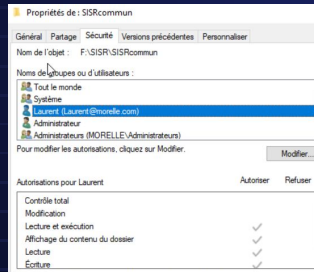 Propriétés de : SISRcommun
Général Partage Sécurité Versions précédentes Personnaliser
Nom de l'objet : F:\SISR\SISRcommun
Noms de groupes ou d'utilisateurs :
Tout le monde
Système
Laurent (Laurent@morelle.com)
Administrateur
Administrateurs (MORELLE\Administrateurs)
Pour modifier les autorisations, cliquez sur Modifier.
Modifier...
Autorisations pour Laurent Autoriser Refuser
Contrôle total
Modification
Lecture et exécution
Affichage du contenu du dossier
Lecture
Écriture